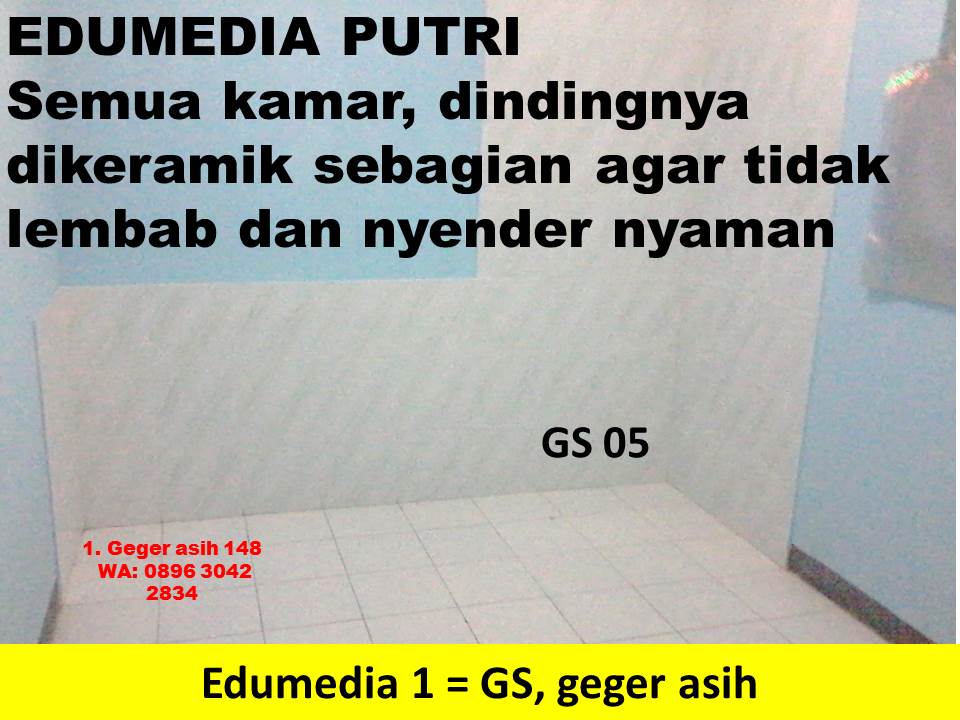 EDUMEDIA PUTRI
Semua kamar, dindingnya
dikeramik sebagian agar tidak
lembab dan nyender nyaman
GS 05
1. Geger asih 148
WA: 0896 3042
2834
Edumedia 1 = GS, geger asih